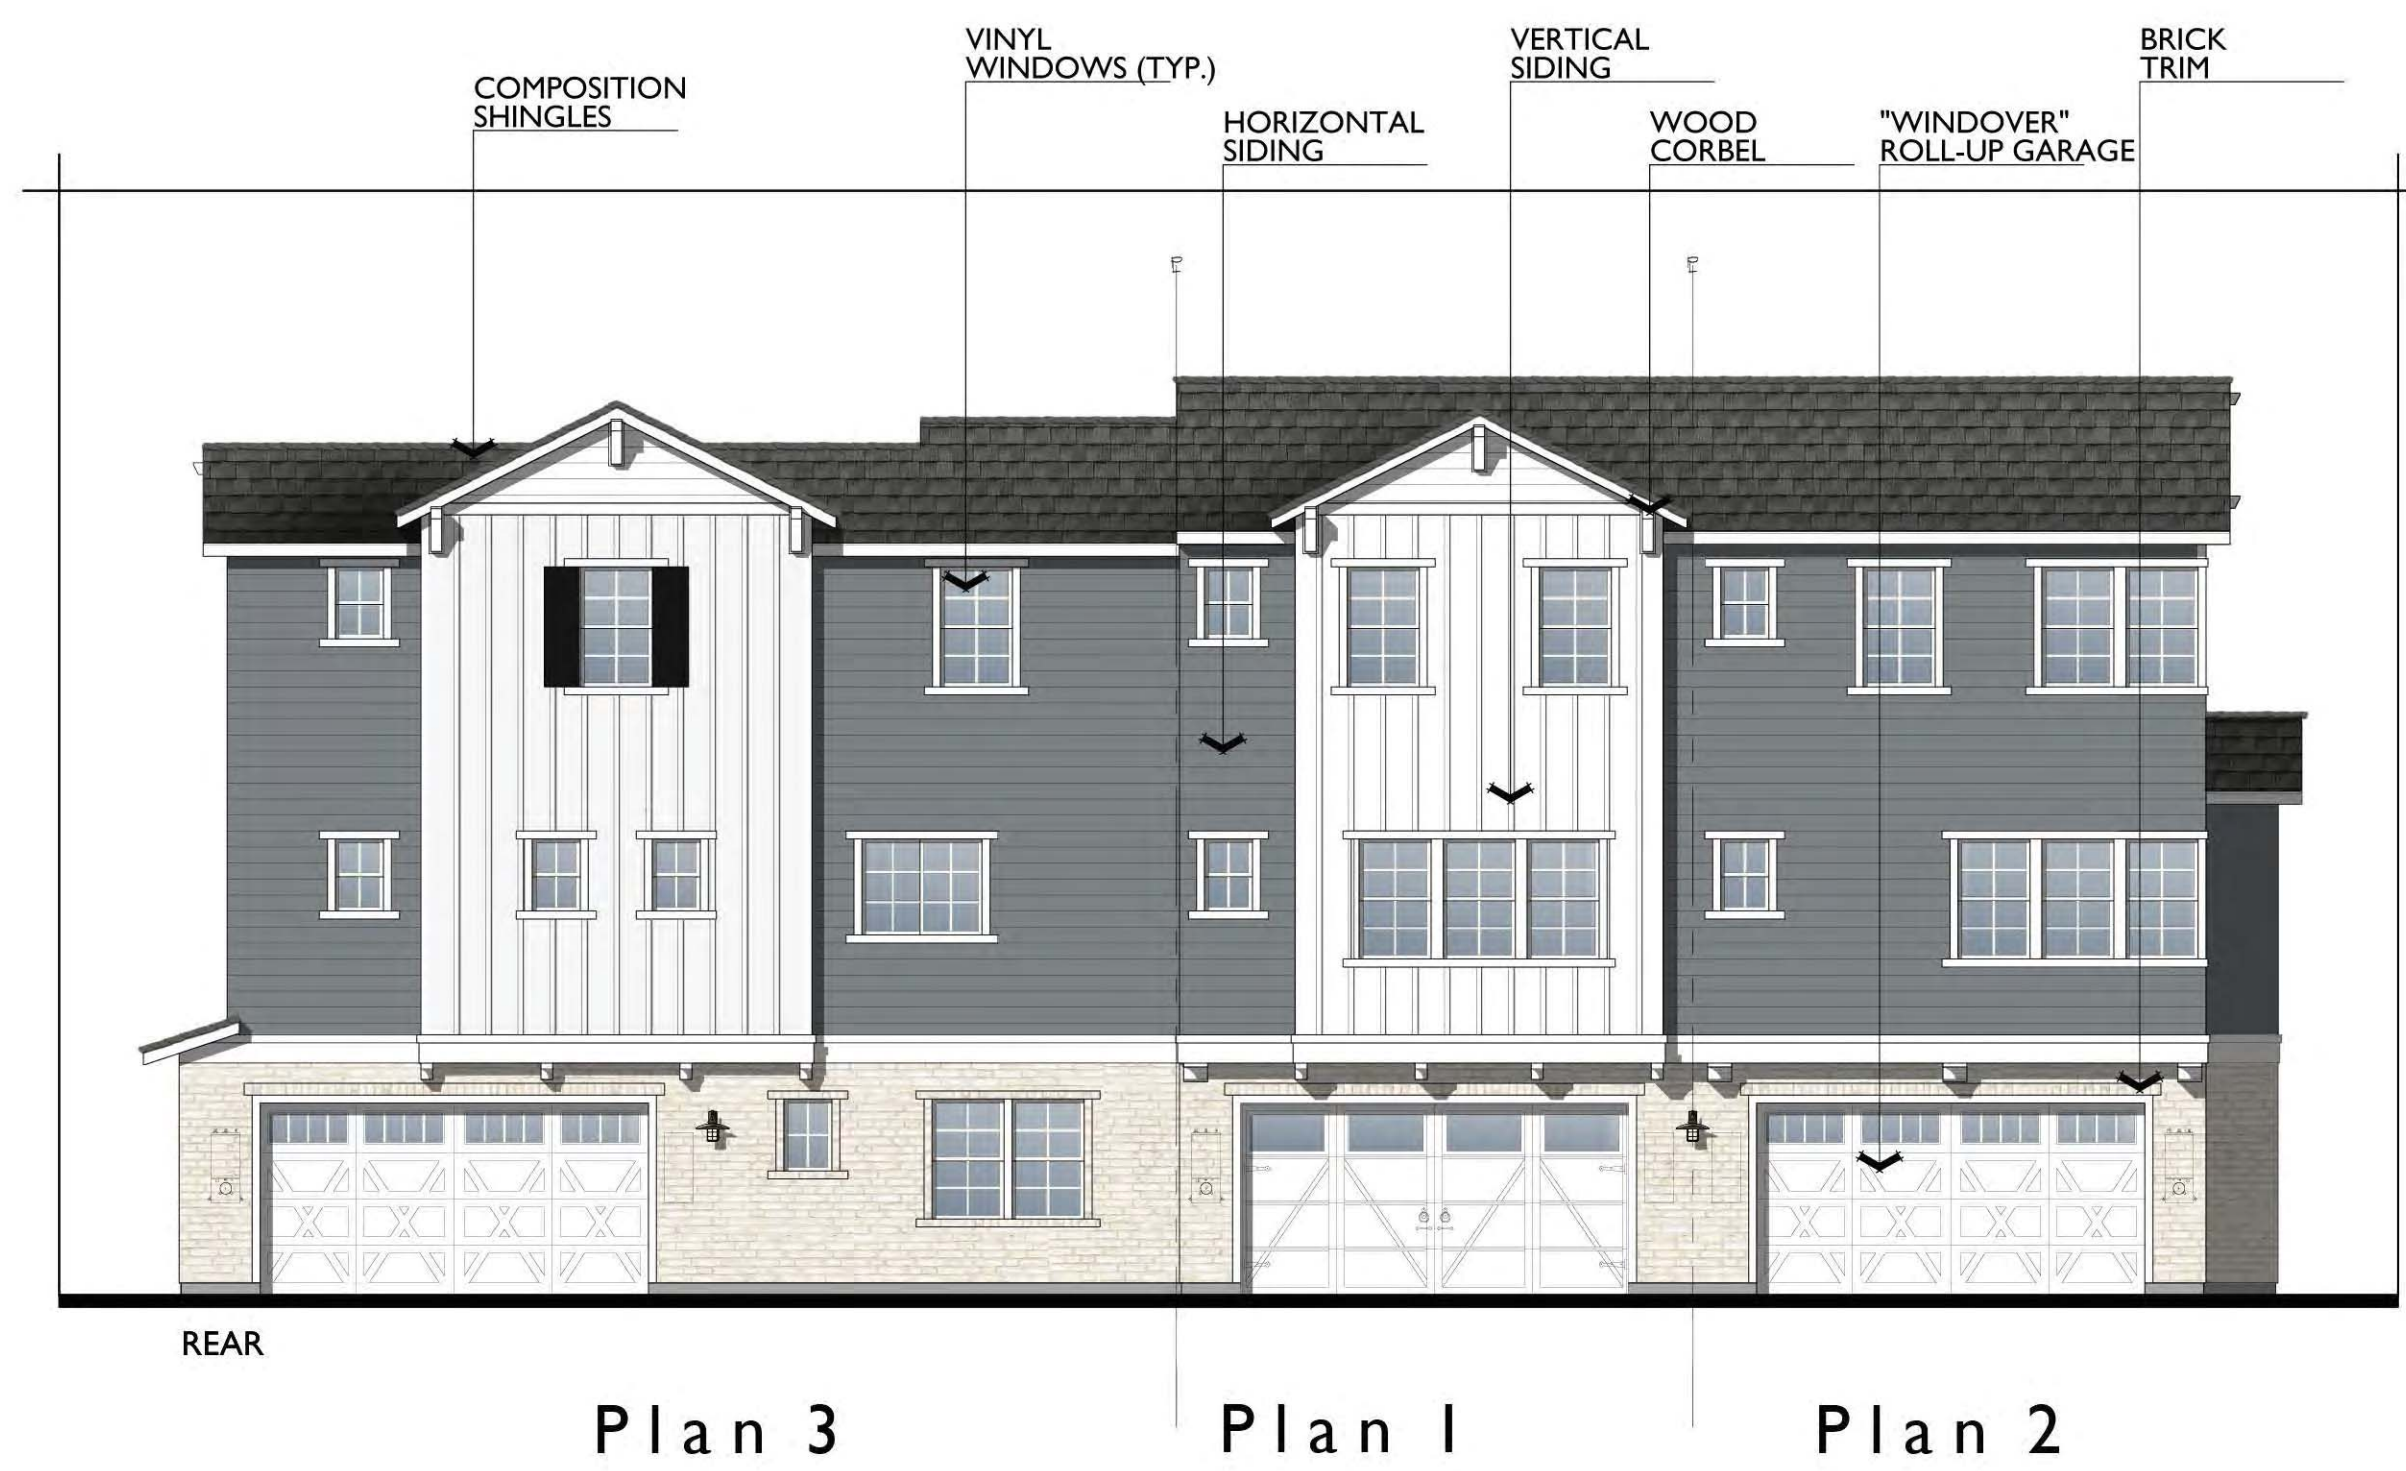 VINYL
WINDOWS (TYP.)
VERTICAL
SIDING
BRICK
TRIM
COMPOSITION
SHINGLES
HORIZONTAL
SIDING
WOOD
CORBEL
"WINDOVER"
ROLL-UP GARAGE
REAR
Plan 3
Plan 1
Plan 2